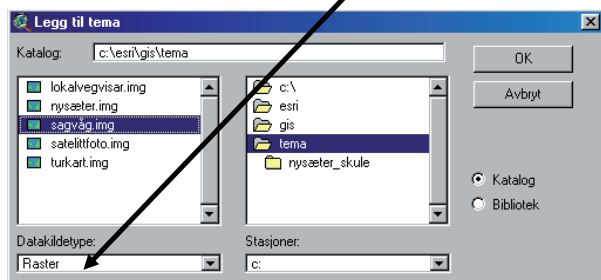 Legg til tema
Katalog: c:\esri\gis\tema
OK
Avbryt
lokalvegvisar.img
nysæter.img
sagvåg.img
satelittfoto.img
turkart.img
c:\
esri
gis
tema
nysæter_skule
Katalog
Bibliotek
Datakildetype:
Raster
Stasjoner:
c: